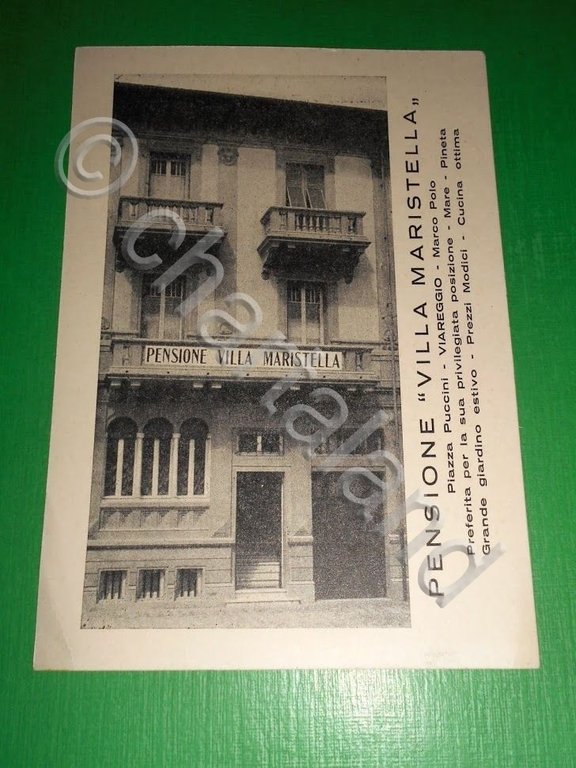 PENSIONE VILLA MARISTELLA
PENSIONE "VILLA MARISTELLA„
Piazza Puccini - VIAREGGIO - Marco Polo
Preferita per la sua privilegiata posizione - Mare - Pineta
Grande giardino estivo - Prezzi Modici - Cucina ottima
© chartaland